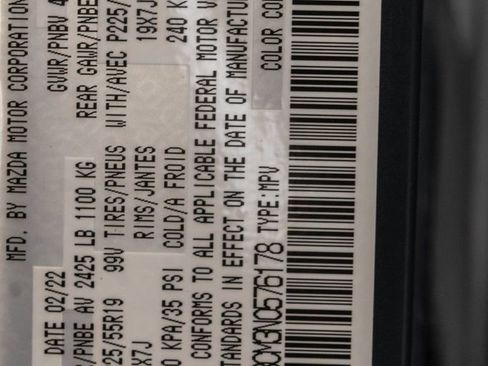 MFD. BY MAZDA MOTOR CORPORATION
DATE 02/22 GVWR/PNBV
/PNBE AV 2425 LB 1100 KG REAR GAWR/PNBE
25/55R19 99V TIRES/PNEUS WITH/AVEC P225/
X7J RIMS/JANTES 19X7J
0 KPA/35 PSI COLD/A FROID 240 K
CONFORMS TO ALL APPLICABLE FEDERAL MOTOR V
STANDARDS IN EFFECT ON THE DATE OF MANUFACTUR
CM3N0576178 TYPE:MPV COLOR CO